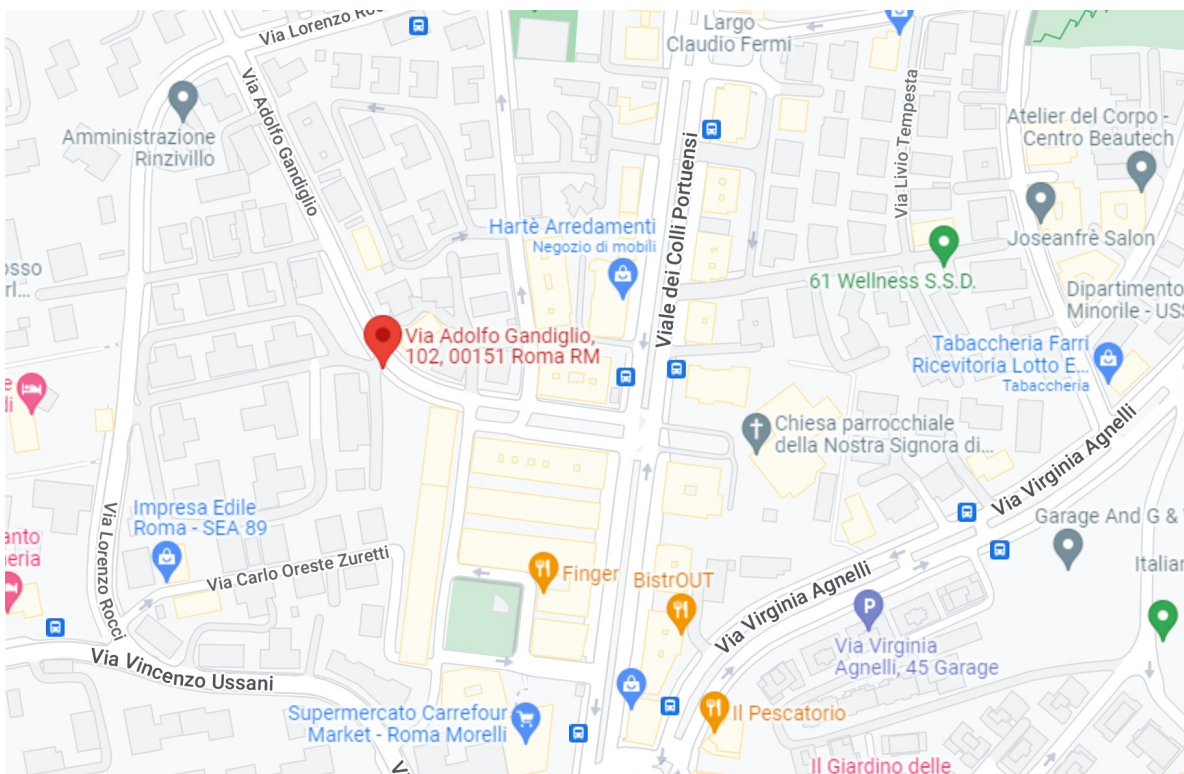 Via Lorenzo Rocci
Largo
Claudio Fermi
Via Adolfo Gandiglio
Amministrazione
Rinzivillo
Viale dei Colli Portuensi
Via Livio Tempesta
Atelier del Corpo -
Centro Beautech
Hartè Arredamenti
Negozio di mobili
Joseanfrè Salon
61 Wellness S.S.D.
Dipartimento
Minorile - USS
Via Adolfo Gandiglio,
102, 00151 Roma RM
Tabaccheria Farri
Ricevitoria Lotto E...
Tabaccheria
Chiesa parrocchiale
della Nostra Signora di...
Via Virginia Agnelli
Impresa Edile
Roma - SEA 89
Via Lorenzo Rocci
Garage And G &
Italian
Via Carlo Oreste Zuretti
Finger
BistrOUT
Via Virginia Agnelli
P
Via Virginia
Agnelli, 45 Garage
Via Vincenzo Ussani
Supermercato Carrefour
Market - Roma Morelli
Il Pescatorio
Il Giardino delle